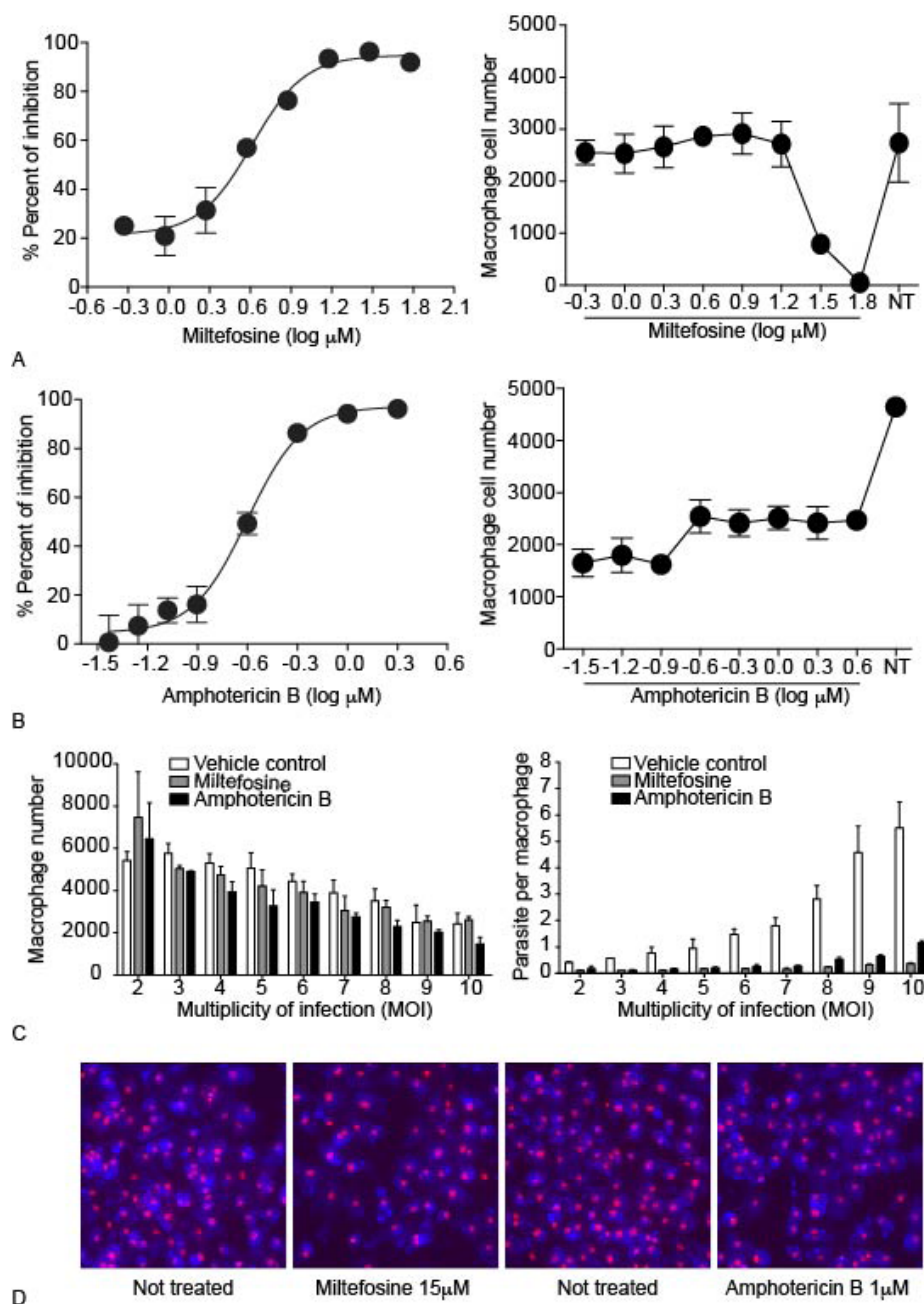 100
80
60
40
20
0
% Percent of inhibition
-0.6 -0.3 0.0 0.3 0.6 0.9 1.2 1.5 1.8 2.1
Miltefosine (log μM)
5000
4000
3000
2000
1000
0
Macrophage cell number
-0.3 0.0 0.3 0.6 0.9 1.2 1.5 1.8 NT
Miltefosine (log μM)
A
100
80
60
40
20
0
% Percent of inhibition
-1.5 -1.2 -0.9 -0.6 -0.3 0.0 0.3 0.6
Amphotericin B (log μM)
5000
4000
3000
2000
1000
0
Macrophage cell number
-1.5 -1.2 -0.9 -0.6 -0.3 0.0 0.3 0.6 NT
Amphotericin B (log μM)
B
10000
8000
6000
4000
2000
0
Macrophage number
Vehicle control
Miltefosine
Amphotericin B
2 3 4 5 6 7 8 9 10
Multiplicity of infection (MOI)
8
7
6
5
4
3
2
1
0
Parasite per macrophage
Vehicle control
Miltefosine
Amphotericin B
2 3 4 5 6 7 8 9 10
Multiplicity of infection (MOI)
C
Not treated
Miltefosine 15μM
Not treated
Amphotericin B 1μM
D